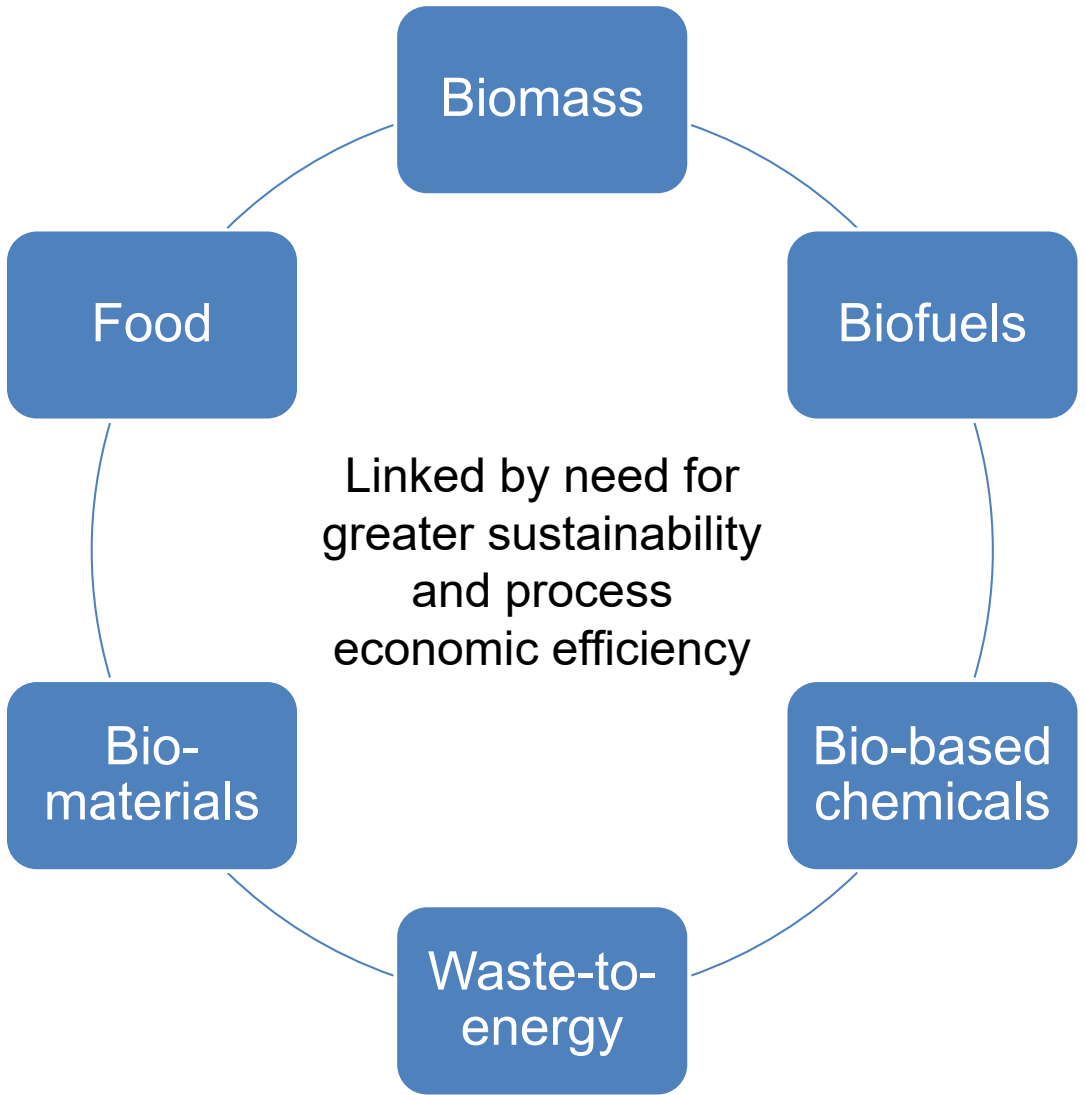 Biomass
Food
Biofuels
Linked by need for
greater sustainability
and process
economic efficiency
Bio-
materials
Bio-based
chemicals
Waste-to-
energy